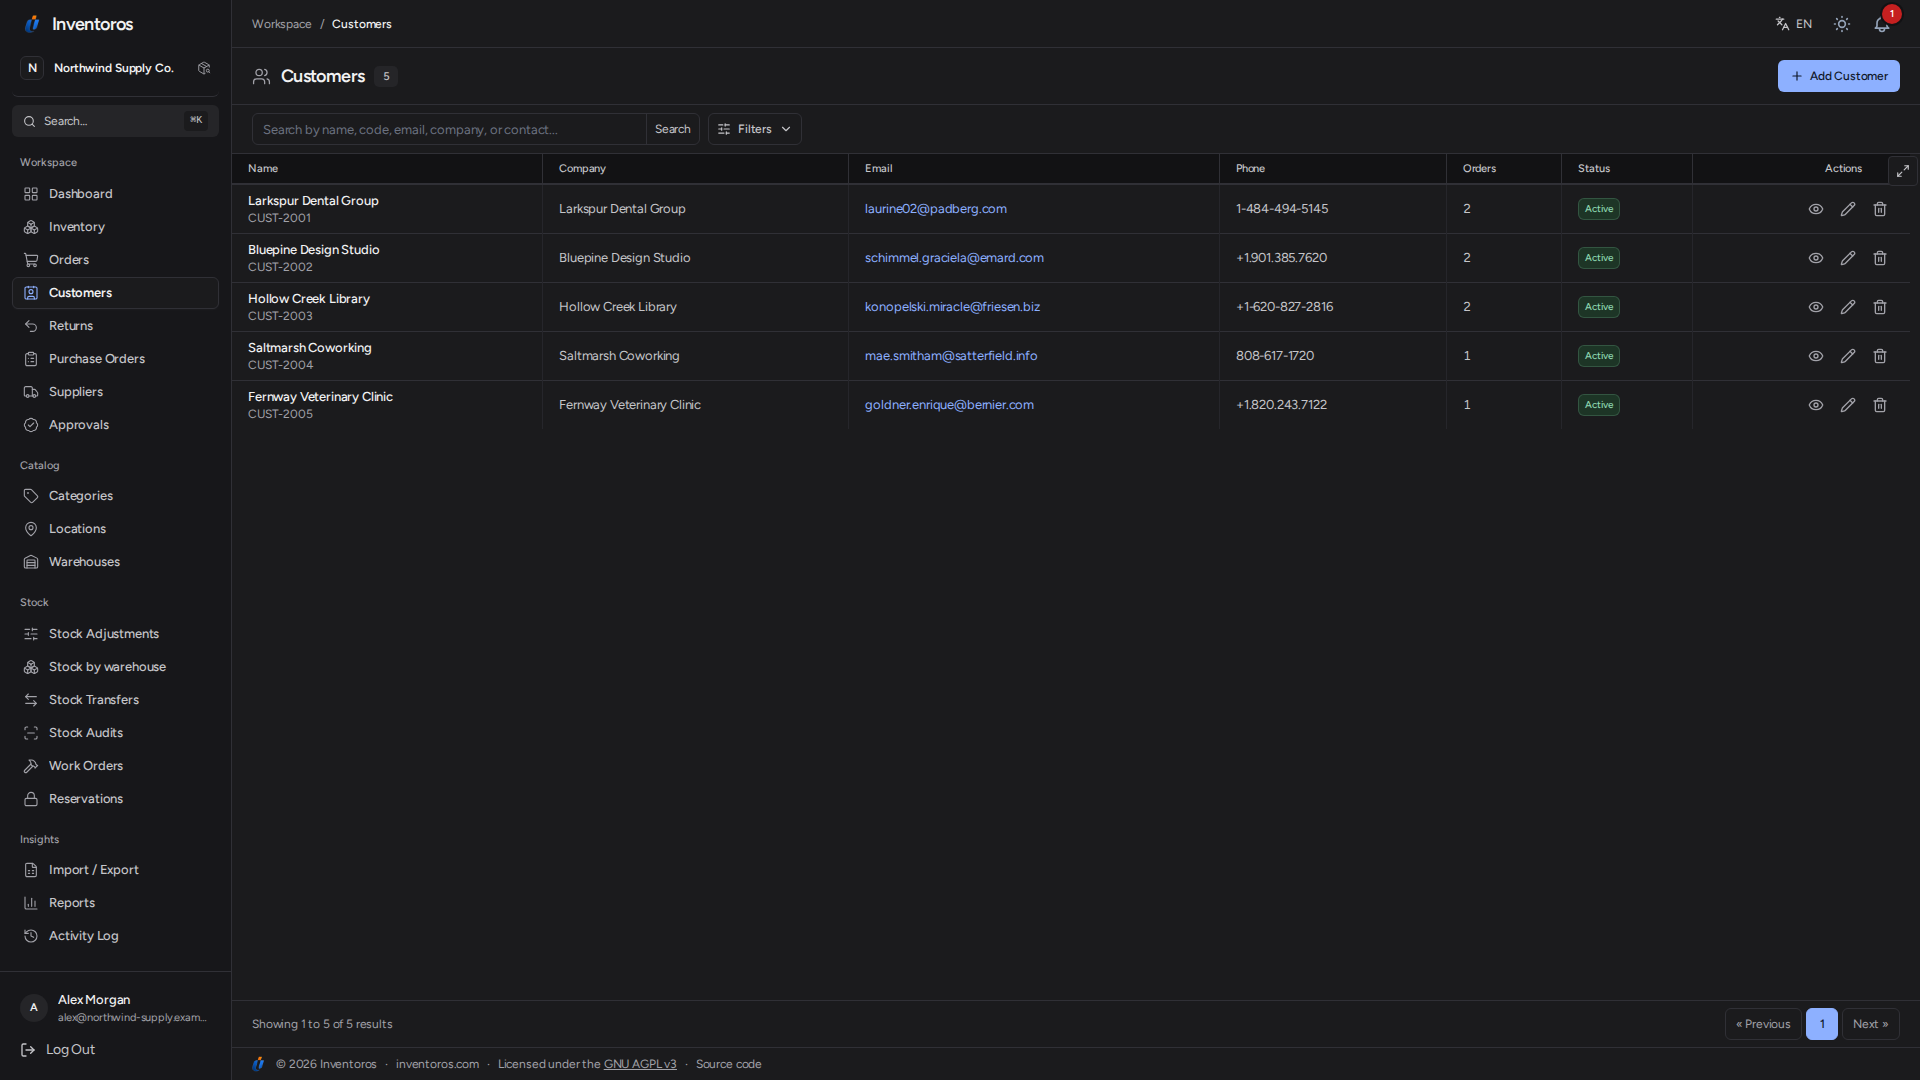 Inventoros
N Northwind Supply Co.
Search... ⌘K
Workspace
Dashboard
Inventory
Orders
Customers
Returns
Purchase Orders
Suppliers
Approvals
Catalog
Categories
Locations
Warehouses
Stock
Stock Adjustments
Stock by warehouse
Stock Transfers
Stock Audits
Work Orders
Reservations
Insights
Import / Export
Reports
Activity Log
A Alex Morgan
alex@northwind-supply.exam...
Log Out
Workspace / Customers
EN 1
Customers 5
Add Customer
Search by name, code, email, company, or contact... Search Filters
Name Company Email Phone Orders Status Actions
Larkspur Dental Group
CUST-2001
Larkspur Dental Group laurine02@padberg.com 1-484-494-5145 2 Active
Bluepine Design Studio
CUST-2002
Bluepine Design Studio schimmel.graciela@emard.com +1.901.385.7620 2 Active
Hollow Creek Library
CUST-2003
Hollow Creek Library konopelski.miracle@friesen.biz +1-620-827-2816 2 Active
Saltmarsh Coworking
CUST-2004
Saltmarsh Coworking mae.smitham@satterfield.info 808-617-1720 1 Active
Fernway Veterinary Clinic
CUST-2005
Fernway Veterinary Clinic goldner.enrique@bernier.com +1.820.243.7122 1 Active
Showing 1 to 5 of 5 results
« Previous 1 Next »
© 2026 Inventoros · inventoros.com · Licensed under the GNU AGPL v3 · Source code